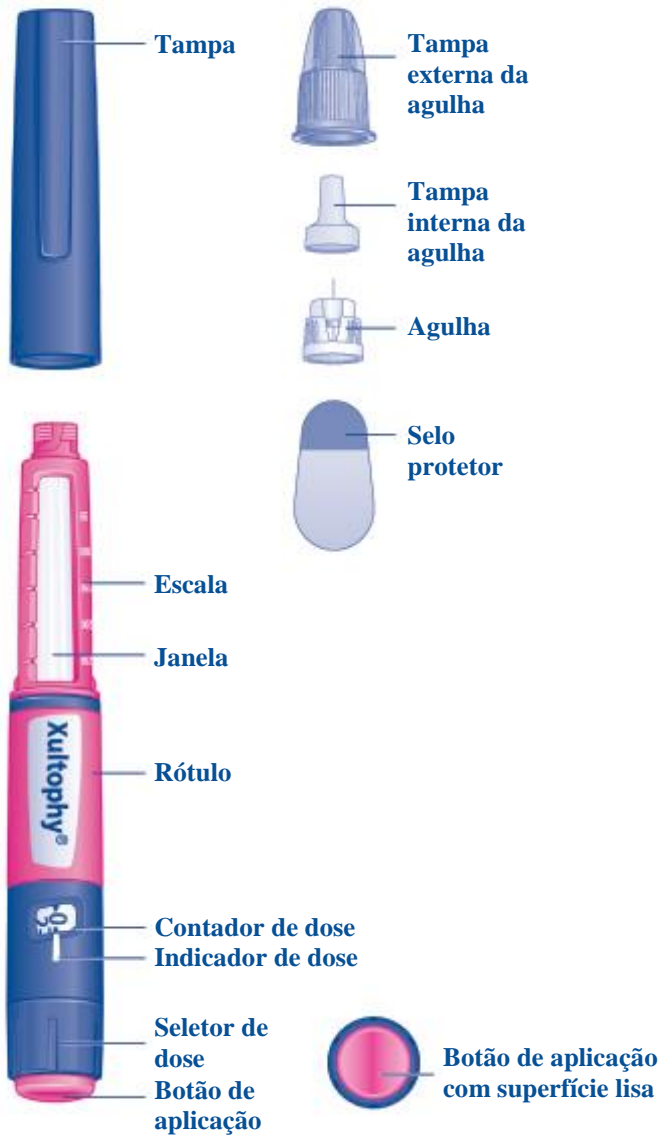 Tampa
Tampa
externa da
agulha
Tampa
interna da
agulha
Agulha
Selo
protetor
Escala
Janela
Xultophy®
Rótulo
Contador de dose
Indicador de dose
Seletor de
dose
Botão de
aplicação
Botão de aplicação
com superfície lisa